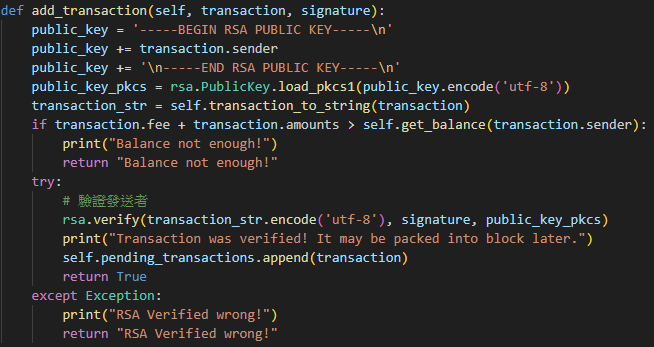 def add_transaction(self, transaction, signature):
    public_key = '-----BEGIN RSA PUBLIC KEY-----\n'
    public_key += transaction.sender
    public_key += '\n-----END RSA PUBLIC KEY-----\n'
    public_key_pkcs = rsa.PublicKey.load_pkcs1(public_key.encode('utf-8'))
    transaction_str = self.transaction_to_string(transaction)
    if transaction.fee + transaction.amounts > self.get_balance(transaction.sender):
        print("Balance not enough!")
        return "Balance not enough!"
    try:
        # 驗證發送者
        rsa.verify(transaction_str.encode('utf-8'), signature, public_key_pkcs)
        print("Transaction was verified! It may be packed into block later.")
        self.pending_transactions.append(transaction)
        return True
    except Exception:
        print("RSA Verified wrong!")
        return "RSA Verified wrong!"